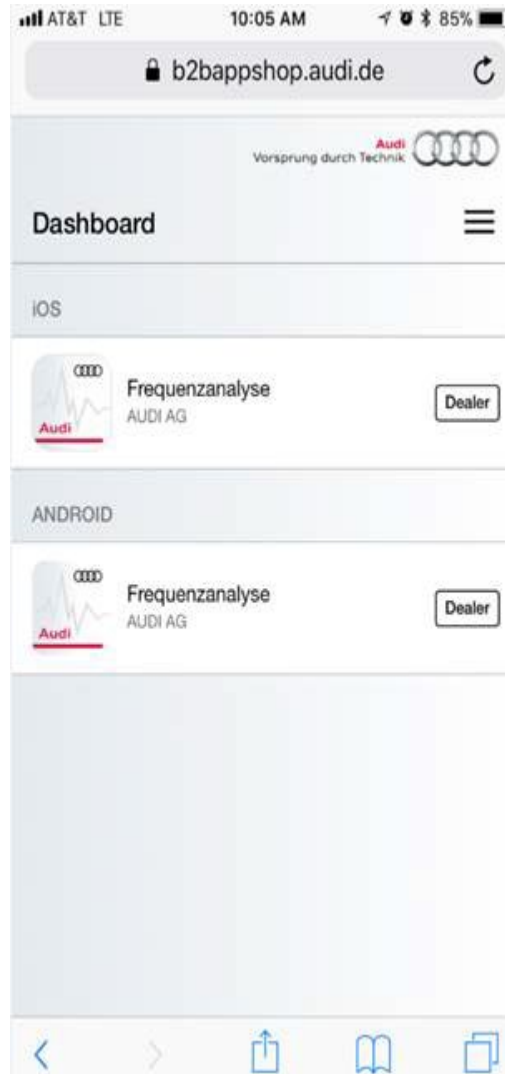 AT&T LTE 10:05 AM 85%
b2bappshop.audi.de
Audi
Vorsprung durch Technik
Dashboard
iOS
Audi
Frequenzanalyse
AUDI AG
Dealer
ANDROID
Audi
Frequenzanalyse
AUDI AG
Dealer